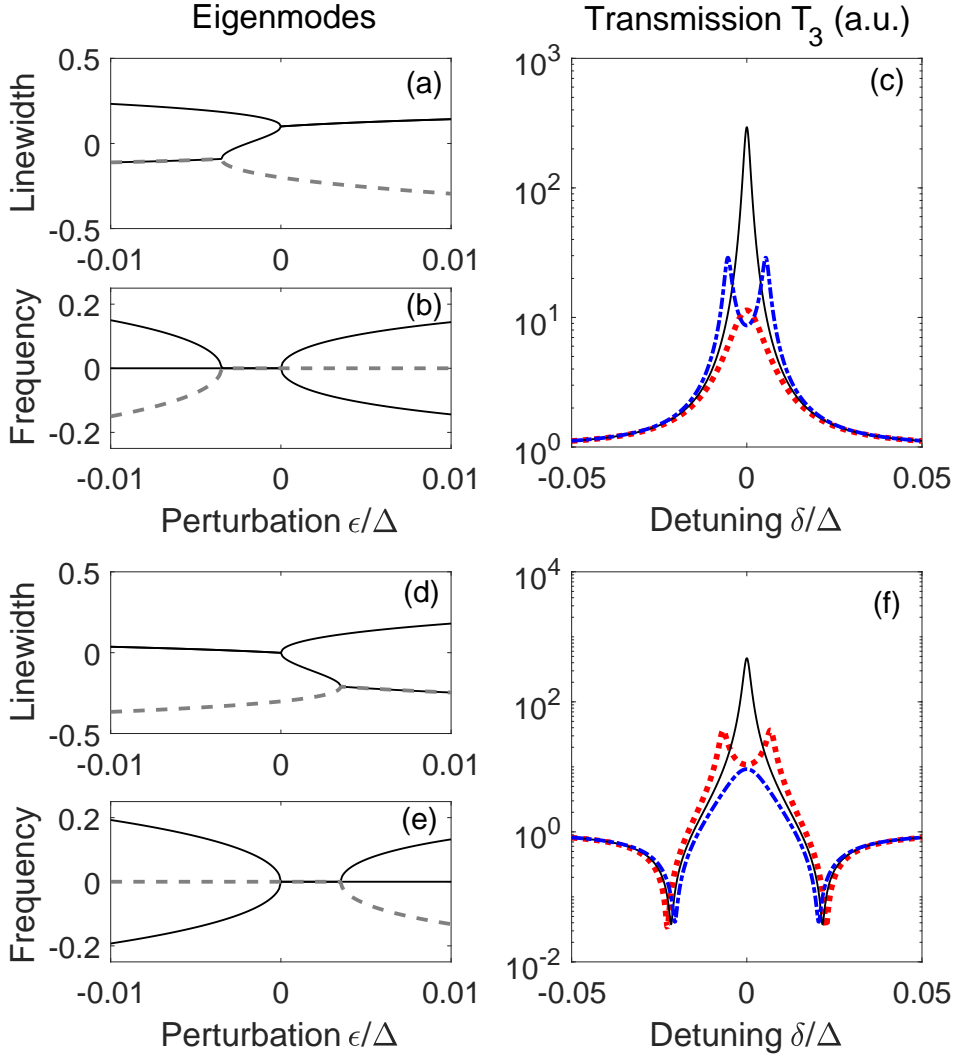 Eigenmodes
Transmission T_3 (a.u.)
(a)
Linewidth
0.5
0
-0.5
-0.01
0
0.01
(b)
Frequency
0.2
0
-0.2
-0.01
0
0.01
Perturbation ϵ/Δ
(c)
10^3
10^2
10^1
10^0
-0.05
0
0.05
Detuning δ/Δ
(d)
Linewidth
0.5
0
-0.5
-0.01
0
0.01
(e)
Frequency
0.2
0
-0.2
-0.01
0
0.01
Perturbation ϵ/Δ
(f)
10^4
10^2
10^0
10^-2
-0.05
0
0.05
Detuning δ/Δ